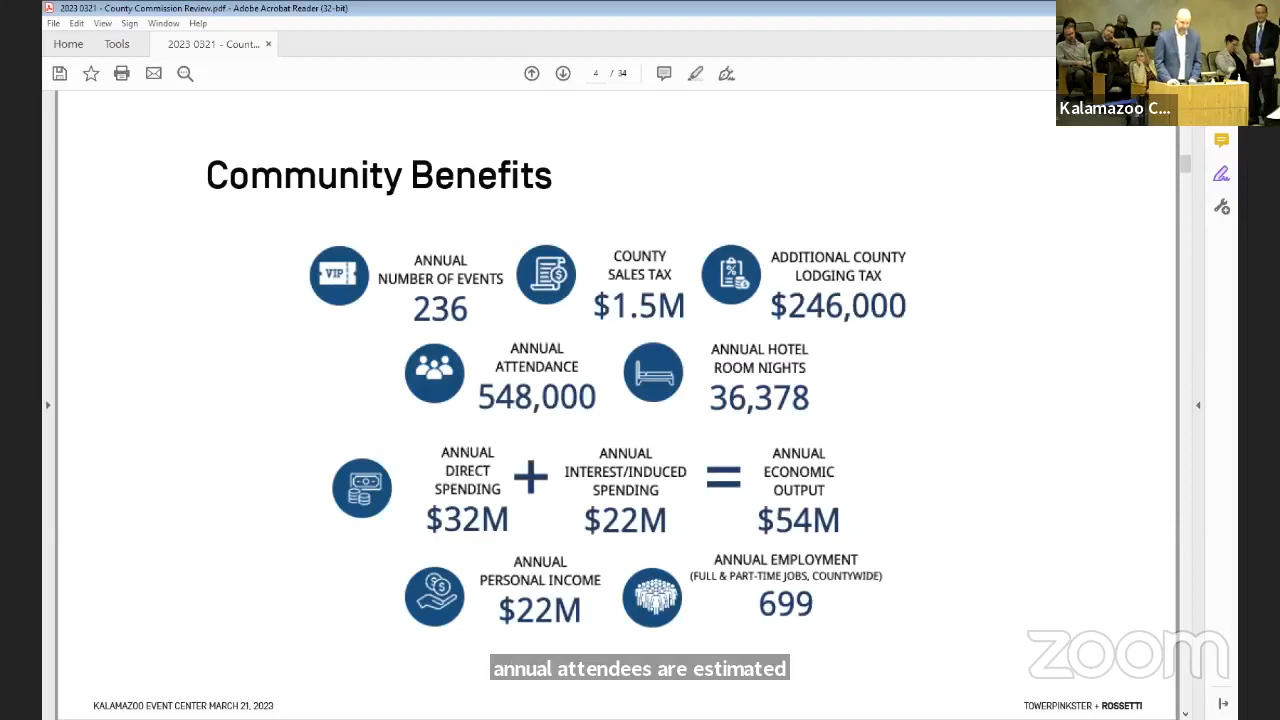 2023 0321 - County Commission Review.pdf - Adobe Acrobat Reader (32-bit)
File Edit View Sign Window Help
Home Tools 2023 0321 - Count... ×
4 / 34
Kalamazoo C...
Community Benefits
VIP
ANNUAL
NUMBER OF EVENTS
236
COUNTY
SALES TAX
$1.5M
ADDITIONAL COUNTY
LODGING TAX
$246,000
ANNUAL
ATTENDANCE
548,000
ANNUAL HOTEL
ROOM NIGHTS
36,378
ANNUAL
DIRECT
SPENDING
$32M
+
ANNUAL
INTEREST/INDUCED
SPENDING
$22M
=
ANNUAL
ECONOMIC
OUTPUT
$54M
ANNUAL
PERSONAL INCOME
$22M
ANNUAL EMPLOYMENT
(FULL & PART-TIME JOBS, COUNTYWIDE)
699
annual attendees are estimated
zoom
KALAMAZOO EVENT CENTER MARCH 21, 2023
TOWERPINKSTER + ROSSETTI